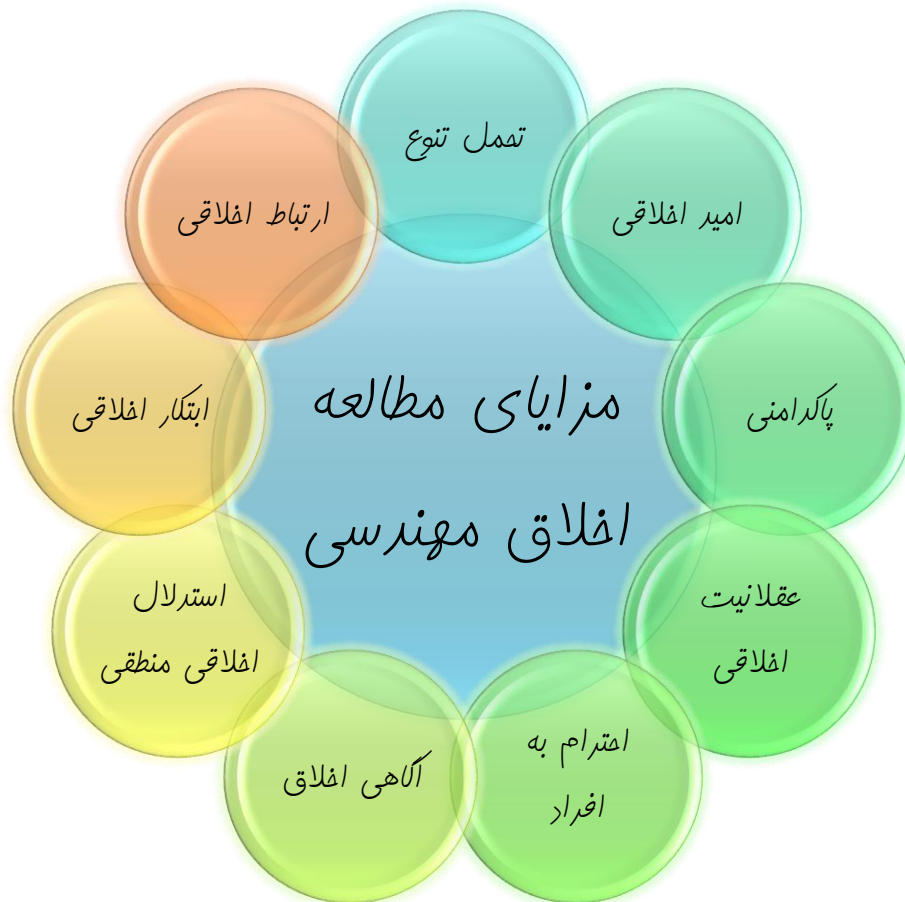 مزایای مطالعه
اخلاق مهندسی
تحمل تنوع
امید اخلاقی
پاکدامنی
عقلانیت
اخلاقی
احترام به
افراد
آگاهی اخلاق
استدلال
اخلاقی منطقی
ابتکار اخلاقی
ارتباط اخلاقی